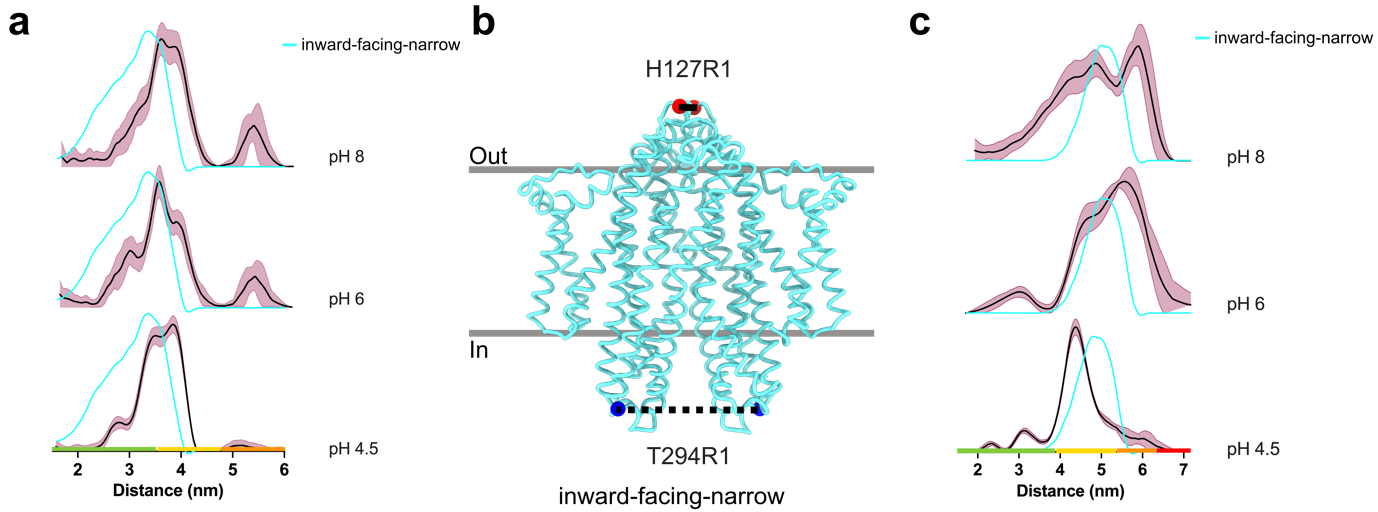 a
inward-facing-narrow
pH 8
pH 6
pH 4.5
2 3 4 5 6
Distance (nm)
b
H127R1
Out
In
T294R1
inward-facing-narrow
c
inward-facing-narrow
pH 8
pH 6
pH 4.5
2 3 4 5 6 7
Distance (nm)